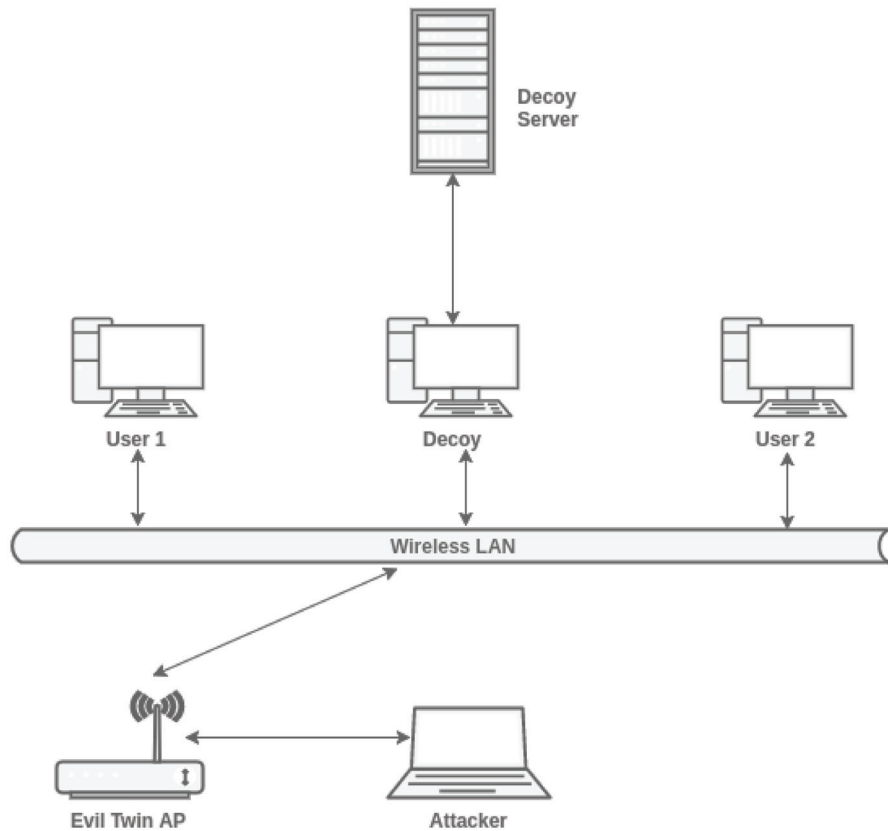 Decoy
Server
User 1
Decoy
User 2
Wireless LAN
Evil Twin AP
Attacker